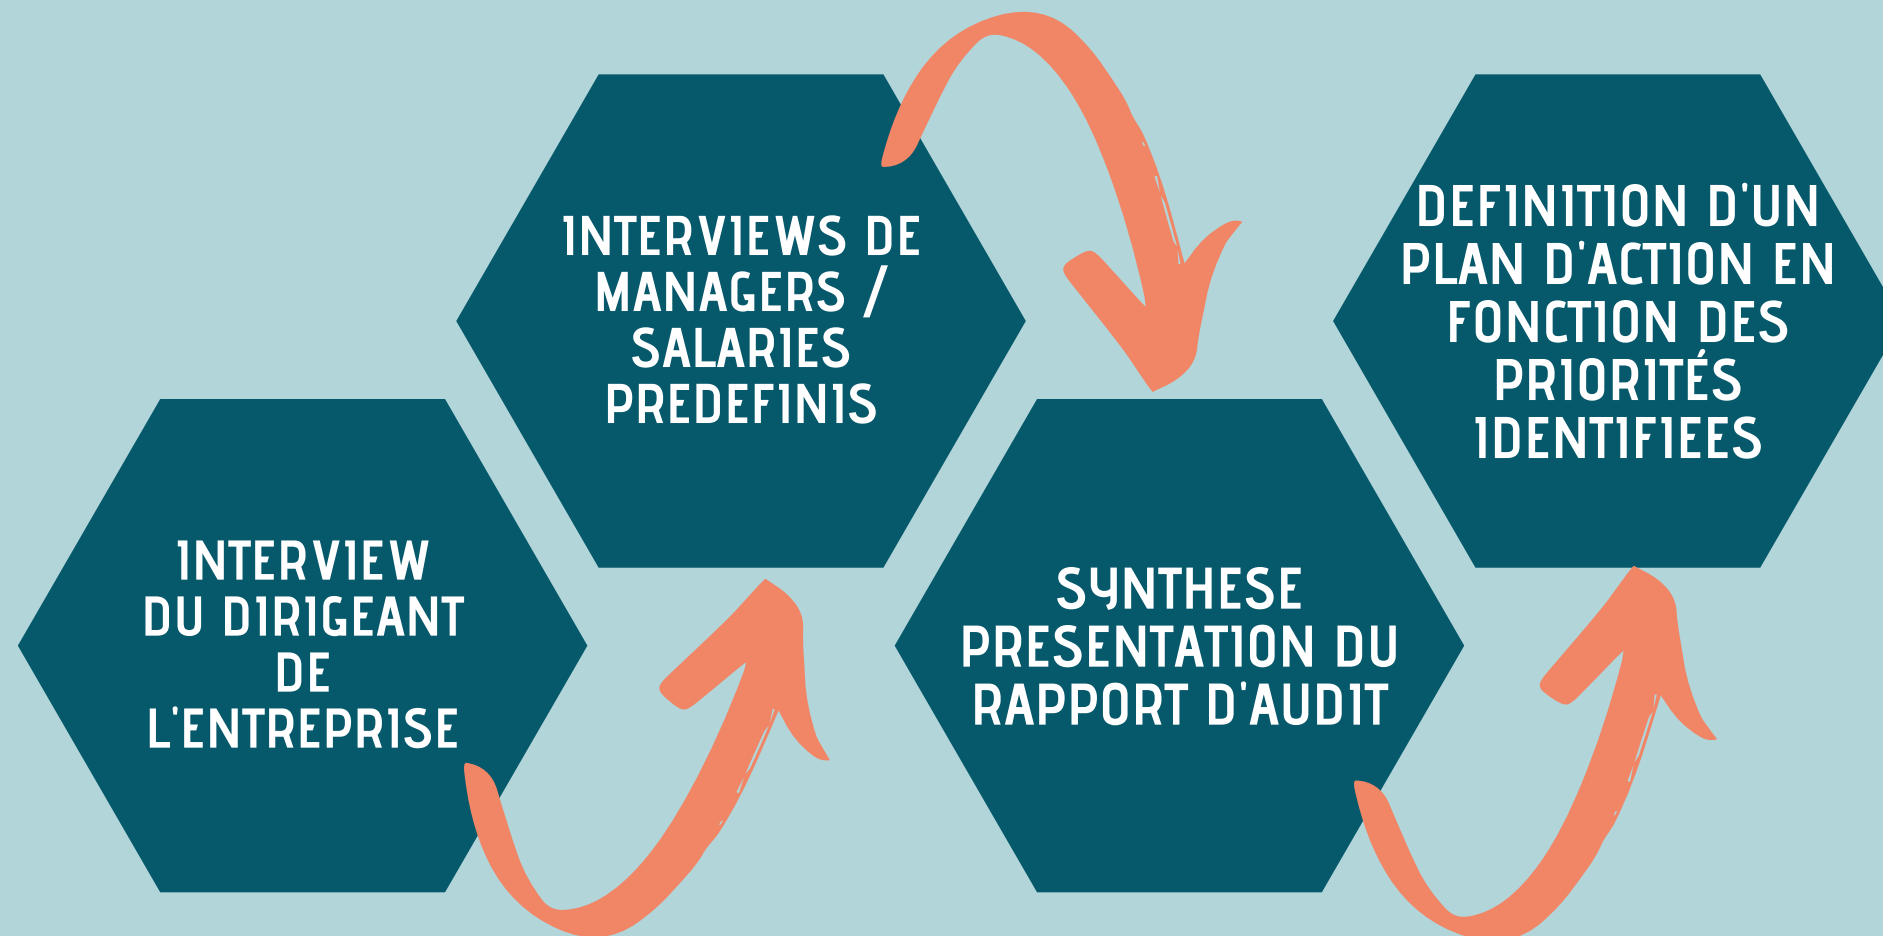 INTERVIEW
DU DIRIGEANT
DE
L'ENTREPRISE
INTERVIEWS DE
MANAGERS /
SALARIES
PREDEFINIS
SYNTHESE
PRESENTATION DU
RAPPORT D'AUDIT
DEFINITION D'UN
PLAN D'ACTION EN
FONCTION DES
PRIORITÉS
IDENTIFIEES